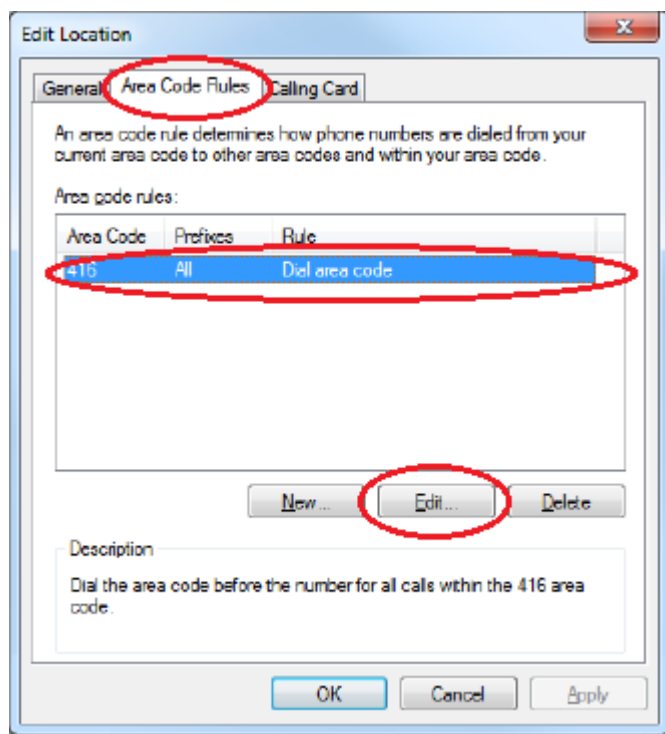 Edit Location
General Area Code Rules Calling Card
An area code rule determines how phone numbers are dialed from your
current area code to other area codes and within your area code.
Area code rules:
Area Code Prefixes Rule
416 All Dial area code
New... Edit... Delete
Description
Dial the area code before the number for all calls within the 416 area
code.
OK Cancel Apply